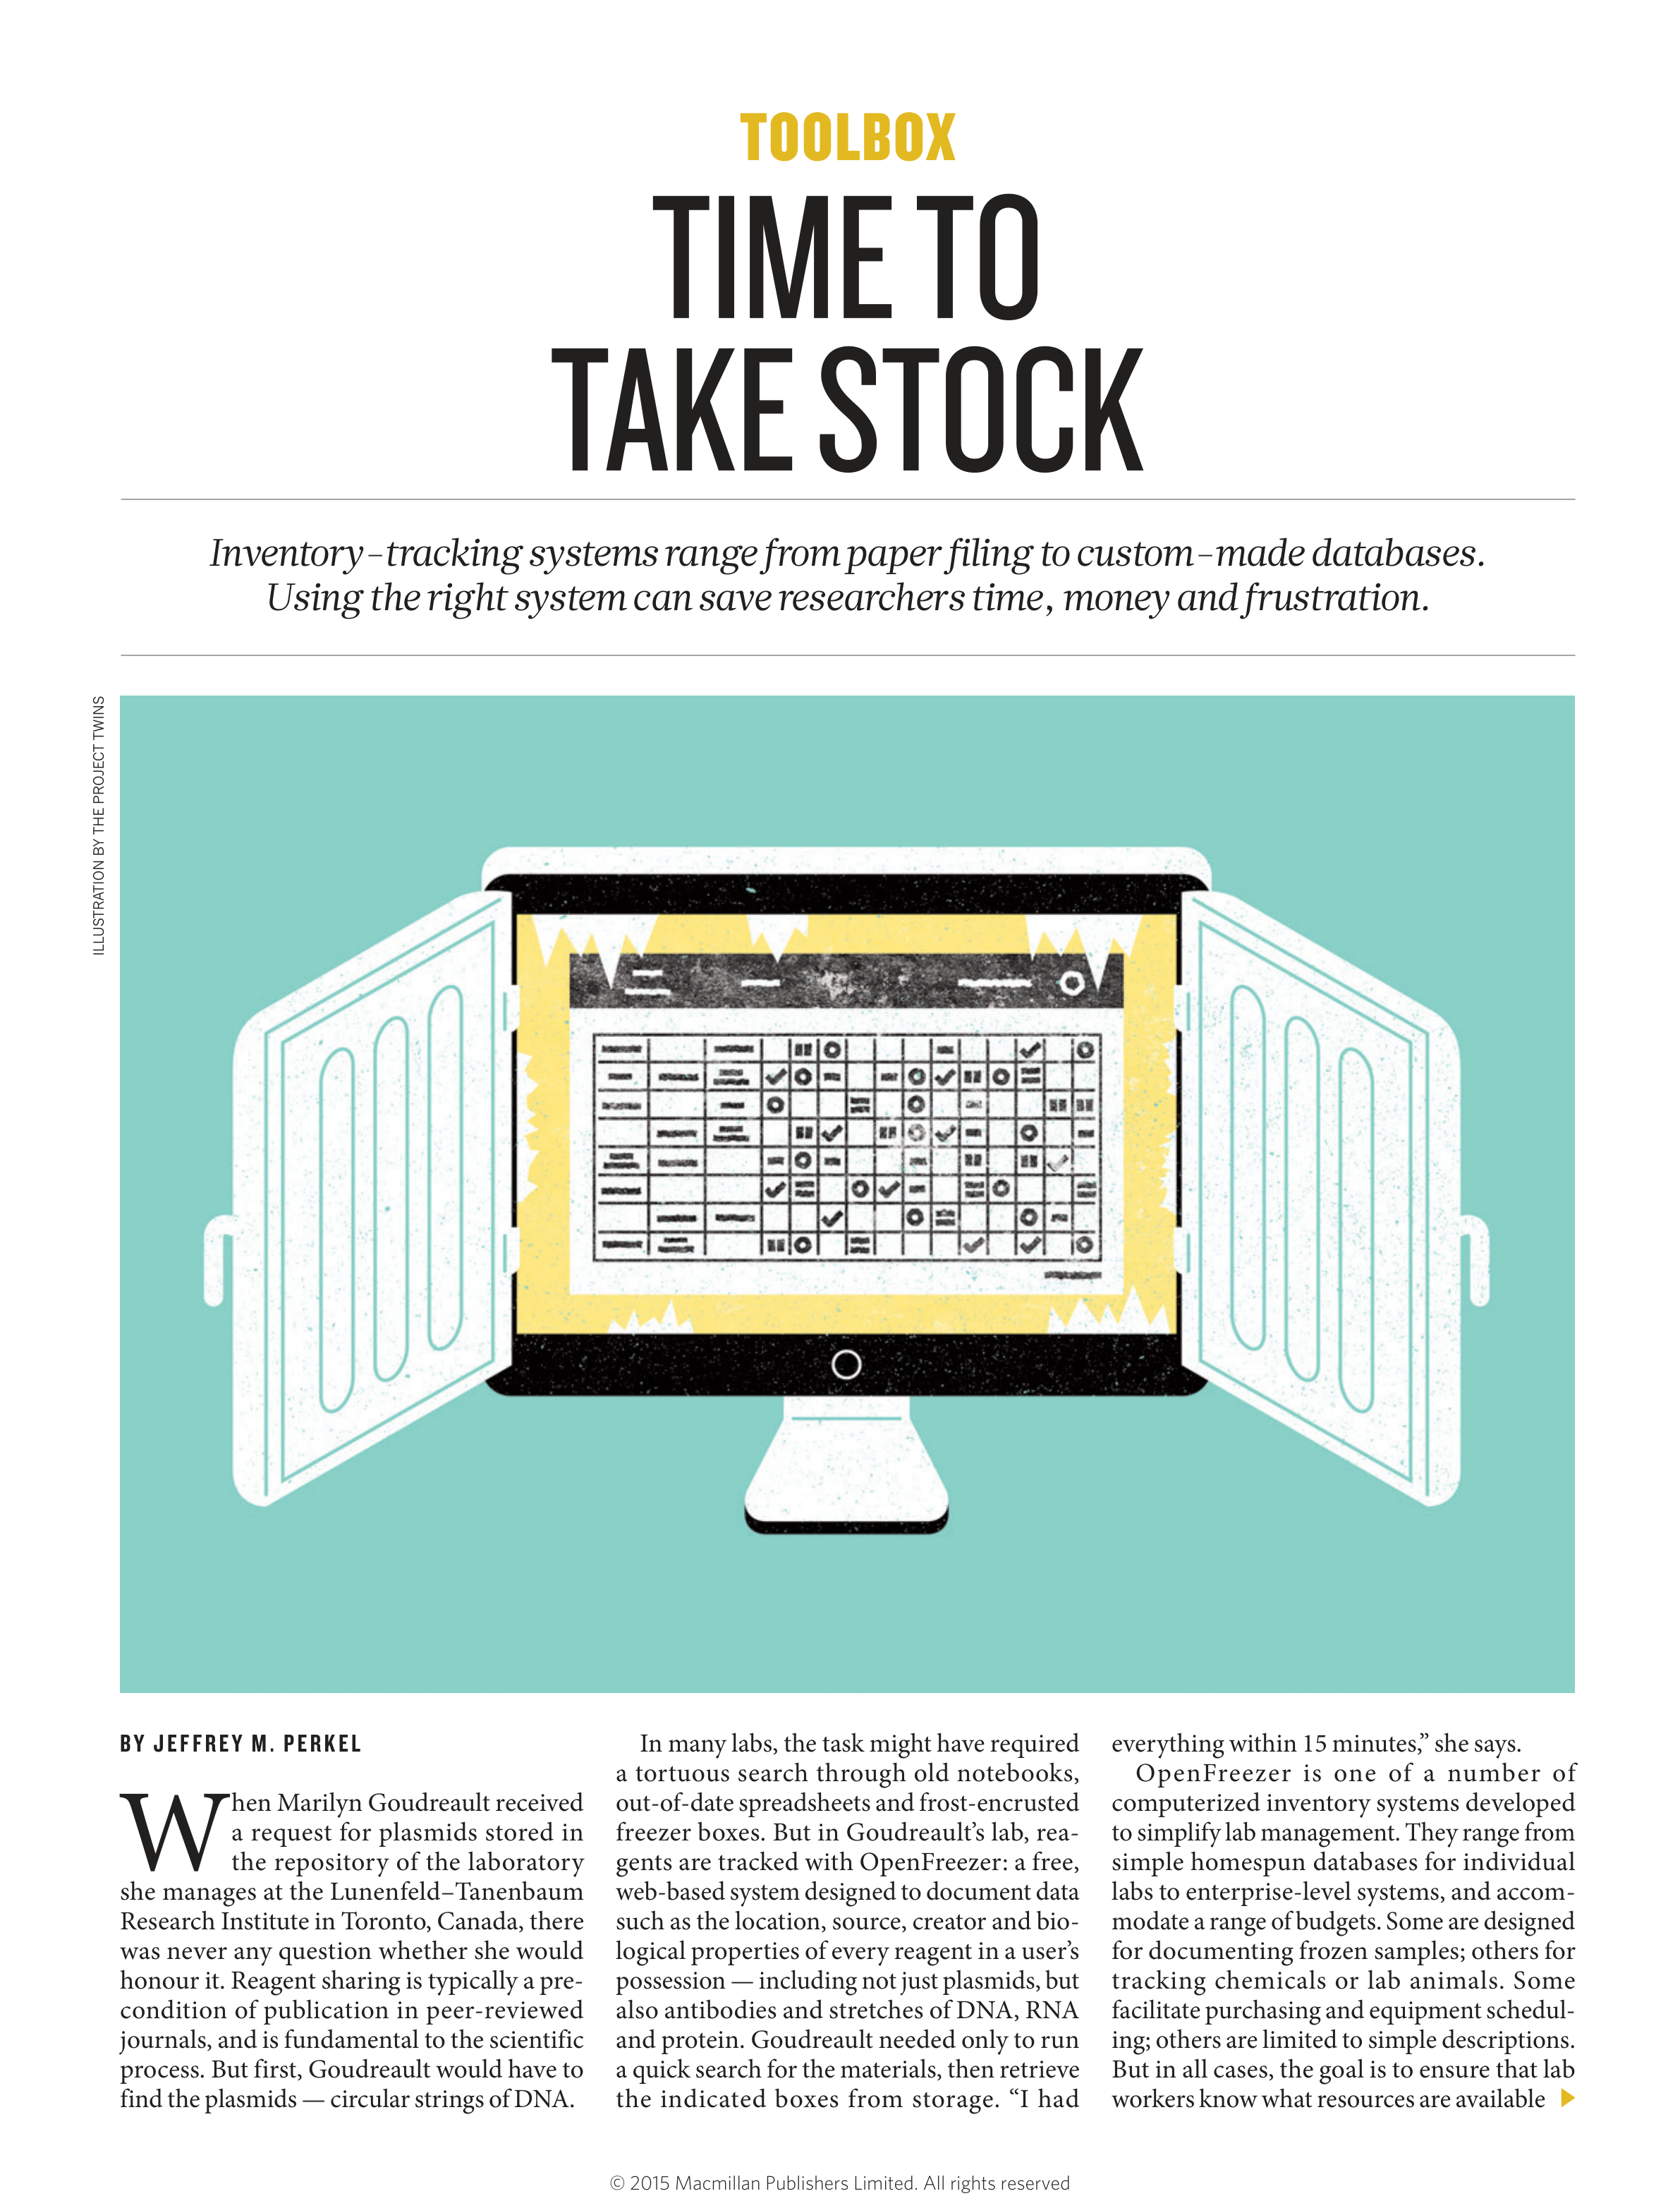 TOOLBOX
TIME TO
TAKE STOCK
Inventory-tracking systems range from paper filing to custom-made databases.
Using the right system can save researchers time, money and frustration.
ILLUSTRATION BY THE PROJECT TWINS
BY JEFFREY M. PERKEL
When Marilyn Goudreault received
a request for plasmids stored in
the repository of the laboratory
she manages at the Lunenfeld–Tanenbaum
Research Institute in Toronto, Canada, there
was never any question whether she would
honour it. Reagent sharing is typically a pre-
condition of publication in peer-reviewed
journals, and is fundamental to the scientific
process. But first, Goudreault would have to
find the plasmids — circular strings of DNA.
In many labs, the task might have required
a tortuous search through old notebooks,
out-of-date spreadsheets and frost-encrusted
freezer boxes. But in Goudreault’s lab, rea-
gents are tracked with OpenFreezer: a free,
web-based system designed to document data
such as the location, source, creator and bio-
logical properties of every reagent in a user’s
possession — including not just plasmids, but
also antibodies and stretches of DNA, RNA
and protein. Goudreault needed only to run
a quick search for the materials, then retrieve
the indicated boxes from storage. “I had
everything within 15 minutes,” she says.
OpenFreezer is one of a number of
computerized inventory systems developed
to simplify lab management. They range from
simple homespun databases for individual
labs to enterprise-level systems, and accom-
modate a range of budgets. Some are designed
for documenting frozen samples; others for
tracking chemicals or lab animals. Some
facilitate purchasing and equipment schedul-
ing; others are limited to simple descriptions.
But in all cases, the goal is to ensure that lab
workers know what resources are available
© 2015 Macmillan Publishers Limited. All rights reserved